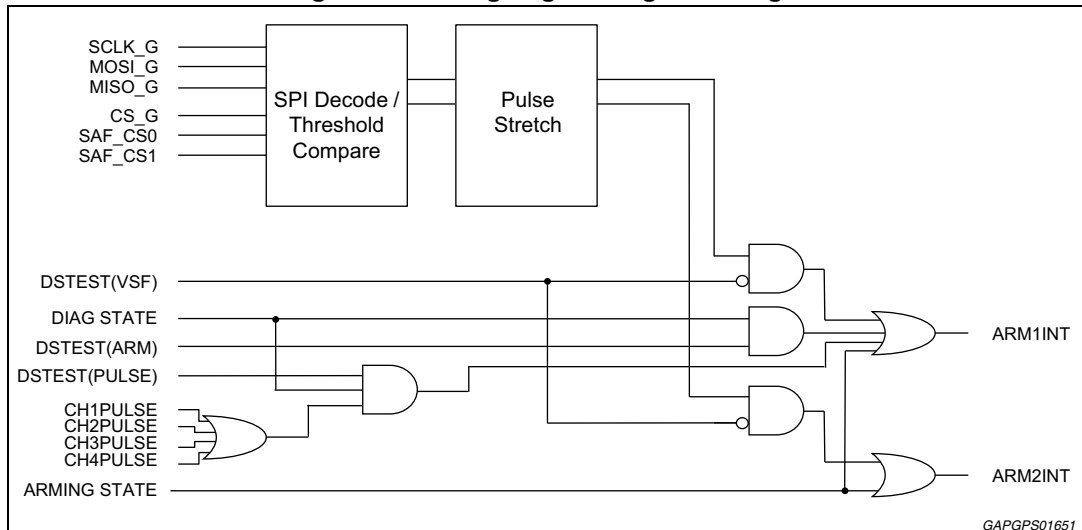 SCLK_G
MOSI_G
MISO_G
CS_G
SAF_CS0
SAF_CS1
SPI Decode /
Threshold
Compare
Pulse
Stretch
DSTEST(VSF)
DIAG STATE
DSTEST(ARM)
DSTEST(PULSE)
CH1PULSE
CH2PULSE
CH3PULSE
CH4PULSE
ARMING STATE
ARM1INT
ARM2INT
GAPGPS01651